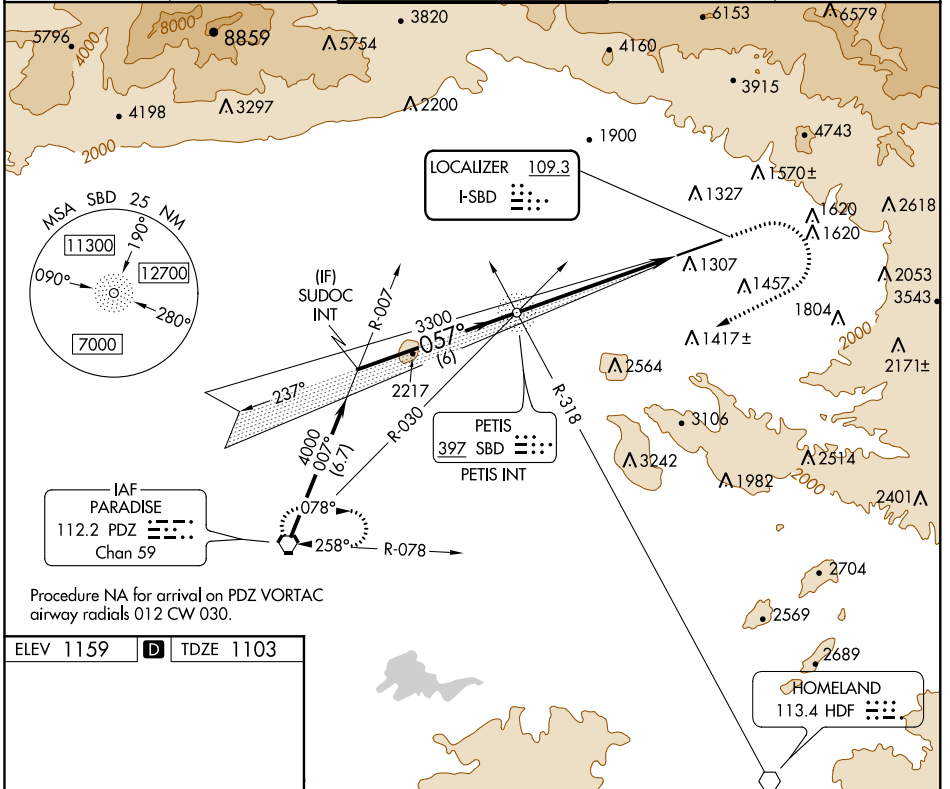 5796
4000
8000
8859
5754
3820
4160
6153
6579
3915
4198
3297
2200
2000
1900
4743
LOCALIZER 109.3
I-SBD
1570±
1327
1620
1620
2618
MSA SBD 25 NM
11300
190°
12700
090°
280°
7000
(IF)
SUDOC
INT
R-007
3300
057°
(6)
1307
1457
2053
3543
1804
2000
1417±
2171±
237°
2217
R-030
R-318
2564
PETIS
397 SBD
PETIS INT
3106
3242
1982
2514
2000
2401
4000
007°
(6.7)
IAF
PARADISE
112.2 PDZ
Chan 59
078°
258°
R-078
Procedure NA for arrival on PDZ VORTAC
airway radials 012 CW 030.
2704
2569
2689
ELEV 1159 D TDZE 1103
HOMELAND
113.4 HDF